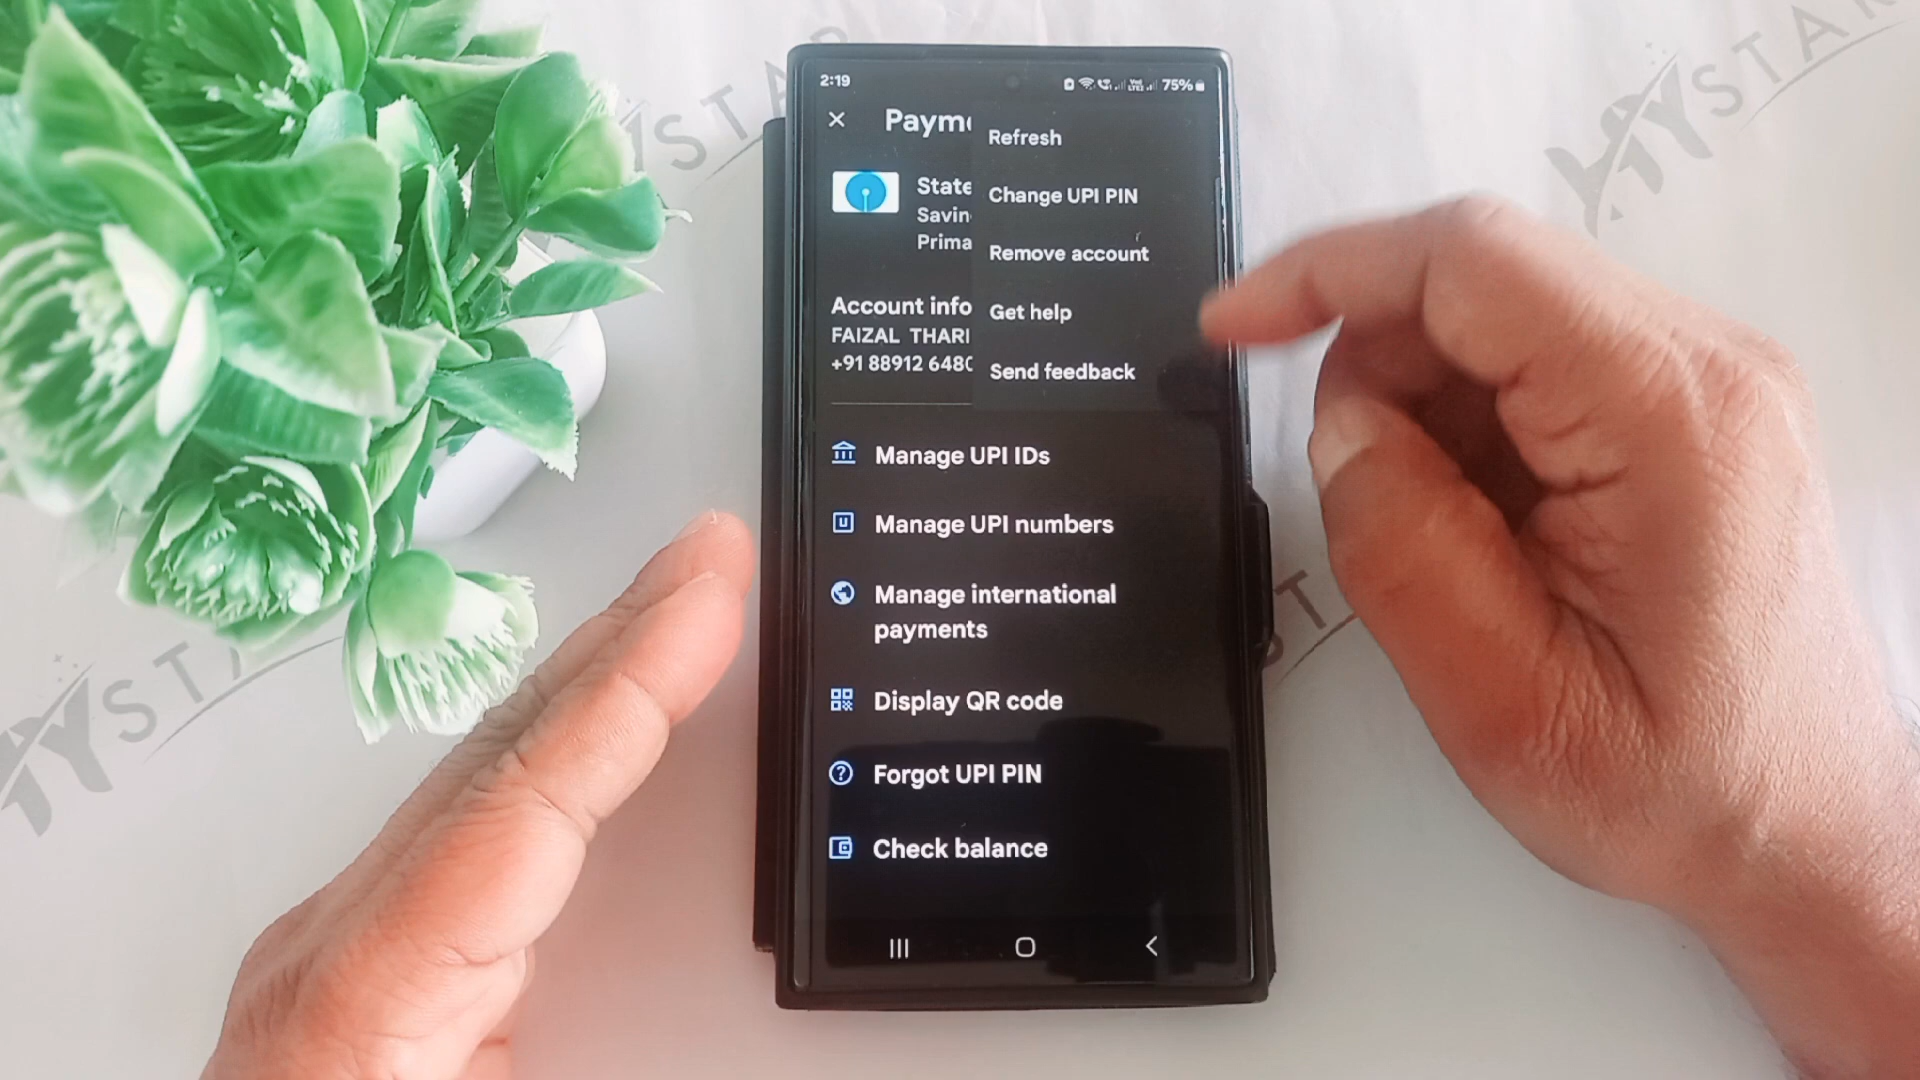 2:19
75%
Payme
Refresh
Change UPI PIN
Remove account
Get help
Send feedback
State
Savin
Prima
Account info
FAIZAL THARI
+91 88912 6480
Manage UPI IDs
Manage UPI numbers
Manage international
payments
Display QR code
Forgot UPI PIN
Check balance
HYSTAR
HYSTAR